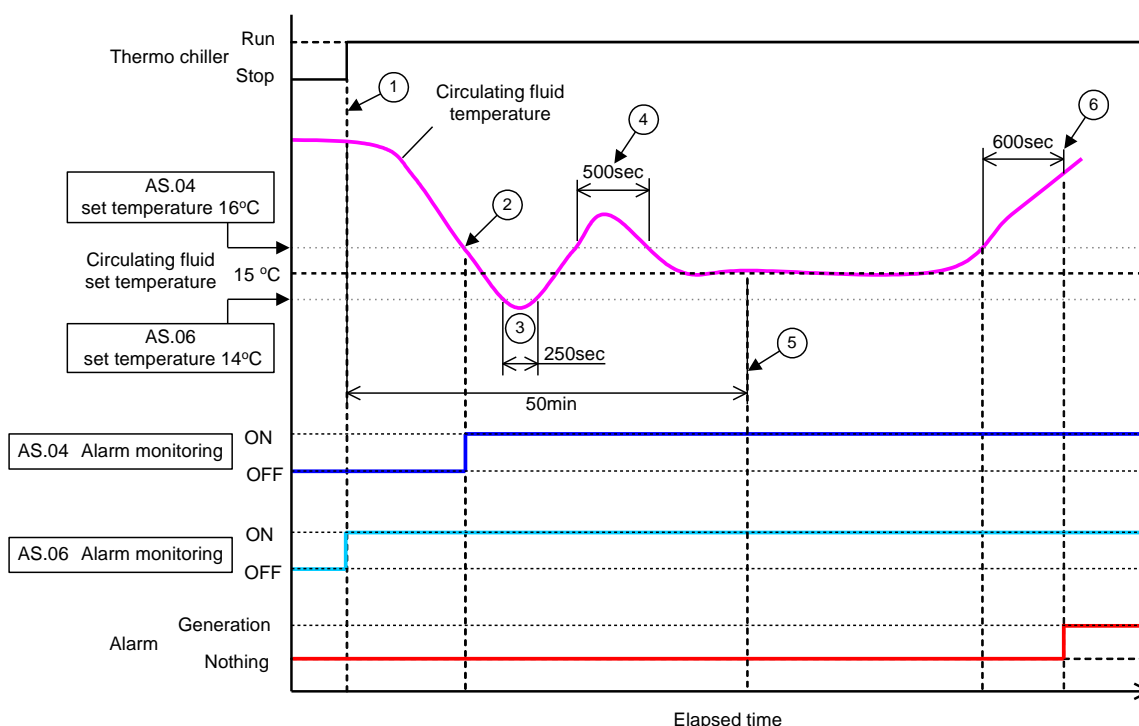 Run
Thermo chiller
Stop
1
Circulating fluid
temperature
4
6
500sec
600sec
AS.04
set temperature 16°C
2
Circulating fluid
set temperature
15 °C
AS.06
set temperature 14°C
3
250sec
5
50min
AS.04 Alarm monitoring
ON
OFF
AS.06 Alarm monitoring
ON
OFF
Generation
Alarm
Nothing
Elapsed time